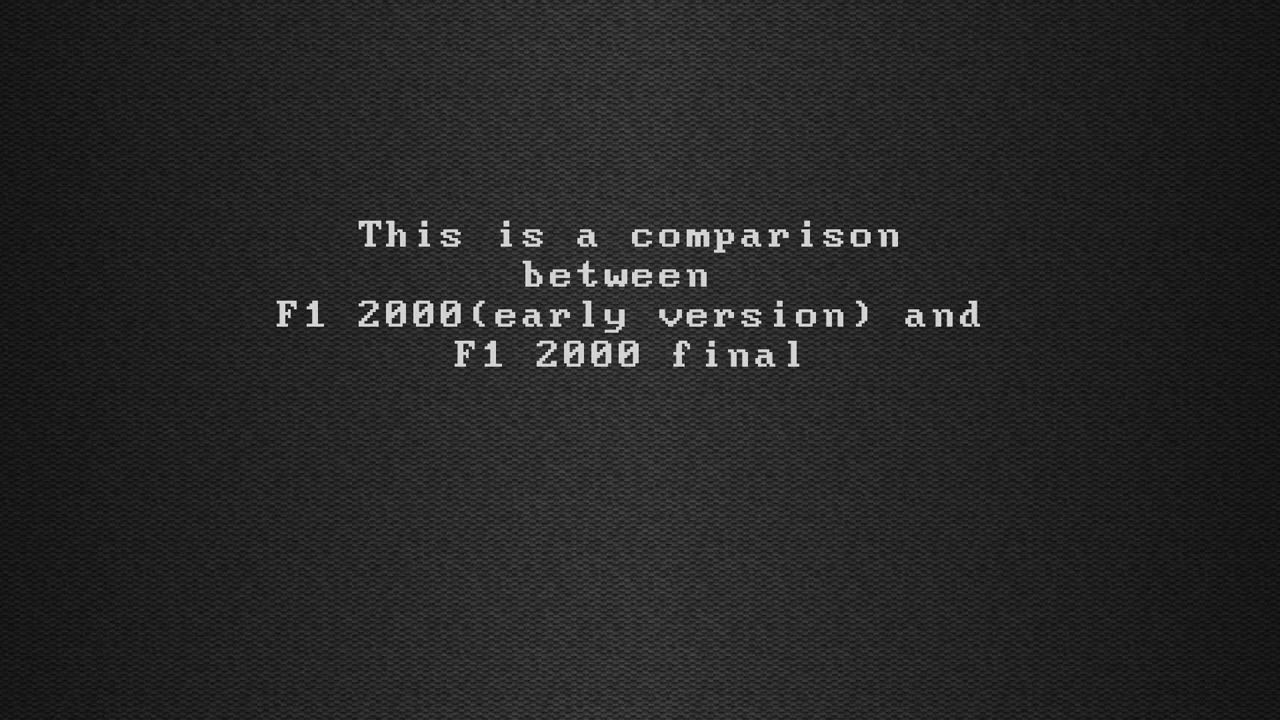 This is a comparison
between
F1 2000(early version) and
F1 2000 final